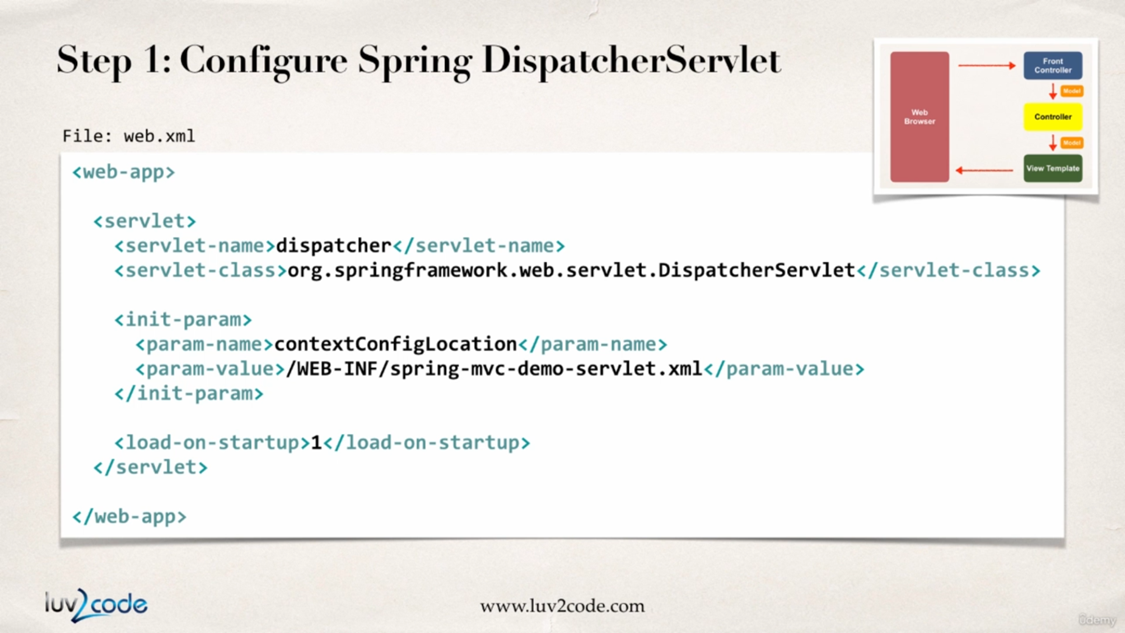 Step 1: Configure Spring DispatcherServlet
Front
Controller
Model
Web
Browser
Controller
Model
View Template
File: web.xml
<web-app>
<servlet>
<servlet-name>dispatcher</servlet-name>
<servlet-class>org.springframework.web.servlet.DispatcherServlet</servlet-class>
<init-param>
<param-name>contextConfigLocation</param-name>
<param-value>/WEB-INF/spring-mvc-demo-servlet.xml</param-value>
</init-param>
<load-on-startup>1</load-on-startup>
</servlet>
</web-app>
luv2code
www.luv2code.com
ûdemy